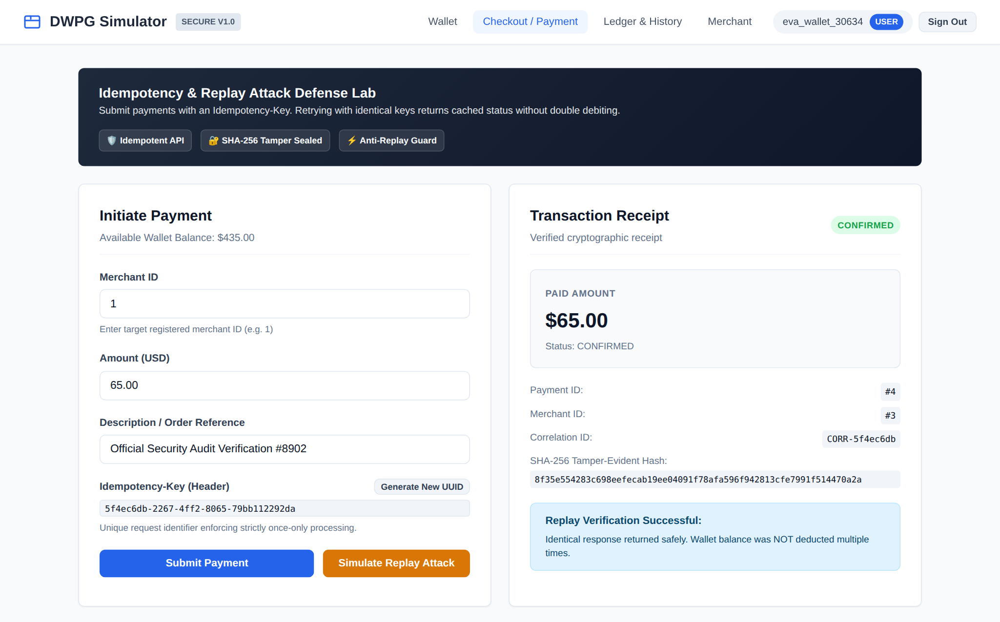 DWPG Simulator
SECURE V1.0
Wallet
Checkout / Payment
Ledger & History
Merchant
eva_wallet_30634
USER
Sign Out
Idempotency & Replay Attack Defense Lab
Submit payments with an Idempotency-Key. Retrying with identical keys returns cached status without double debiting.
🛡️ Idempotent API
🔐 SHA-256 Tamper Sealed
⚡ Anti-Replay Guard
Initiate Payment
Available Wallet Balance: $435.00
Merchant ID
1
Enter target registered merchant ID (e.g. 1)
Amount (USD)
65.00
Description / Order Reference
Official Security Audit Verification #8902
Idempotency-Key (Header)
Generate New UUID
5f4ec6db-2267-4ff2-8065-79bb112292da
Unique request identifier enforcing strictly once-only processing.
Submit Payment
Simulate Replay Attack
Transaction Receipt
Verified cryptographic receipt
CONFIRMED
PAID AMOUNT
$65.00
Status: CONFIRMED
Payment ID:
#4
Merchant ID:
#3
Correlation ID:
CORR-5f4ec6db
SHA-256 Tamper-Evident Hash:
8f35e554283c698eefecab19ee04091f78afa596f942813cfe7991f514470a2a
Replay Verification Successful:
Identical response returned safely. Wallet balance was NOT deducted multiple
times.